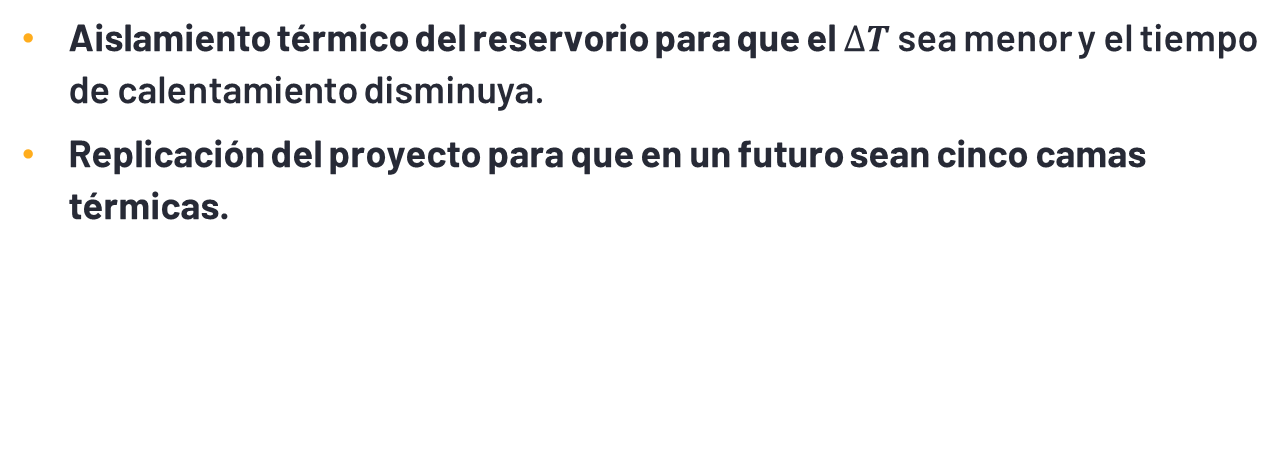 • Aislamiento térmico del reservorio para que el ΔT sea menor y el tiempo
de calentamiento disminuya.
• Replicación del proyecto para que en un futuro sean cinco camas
térmicas.